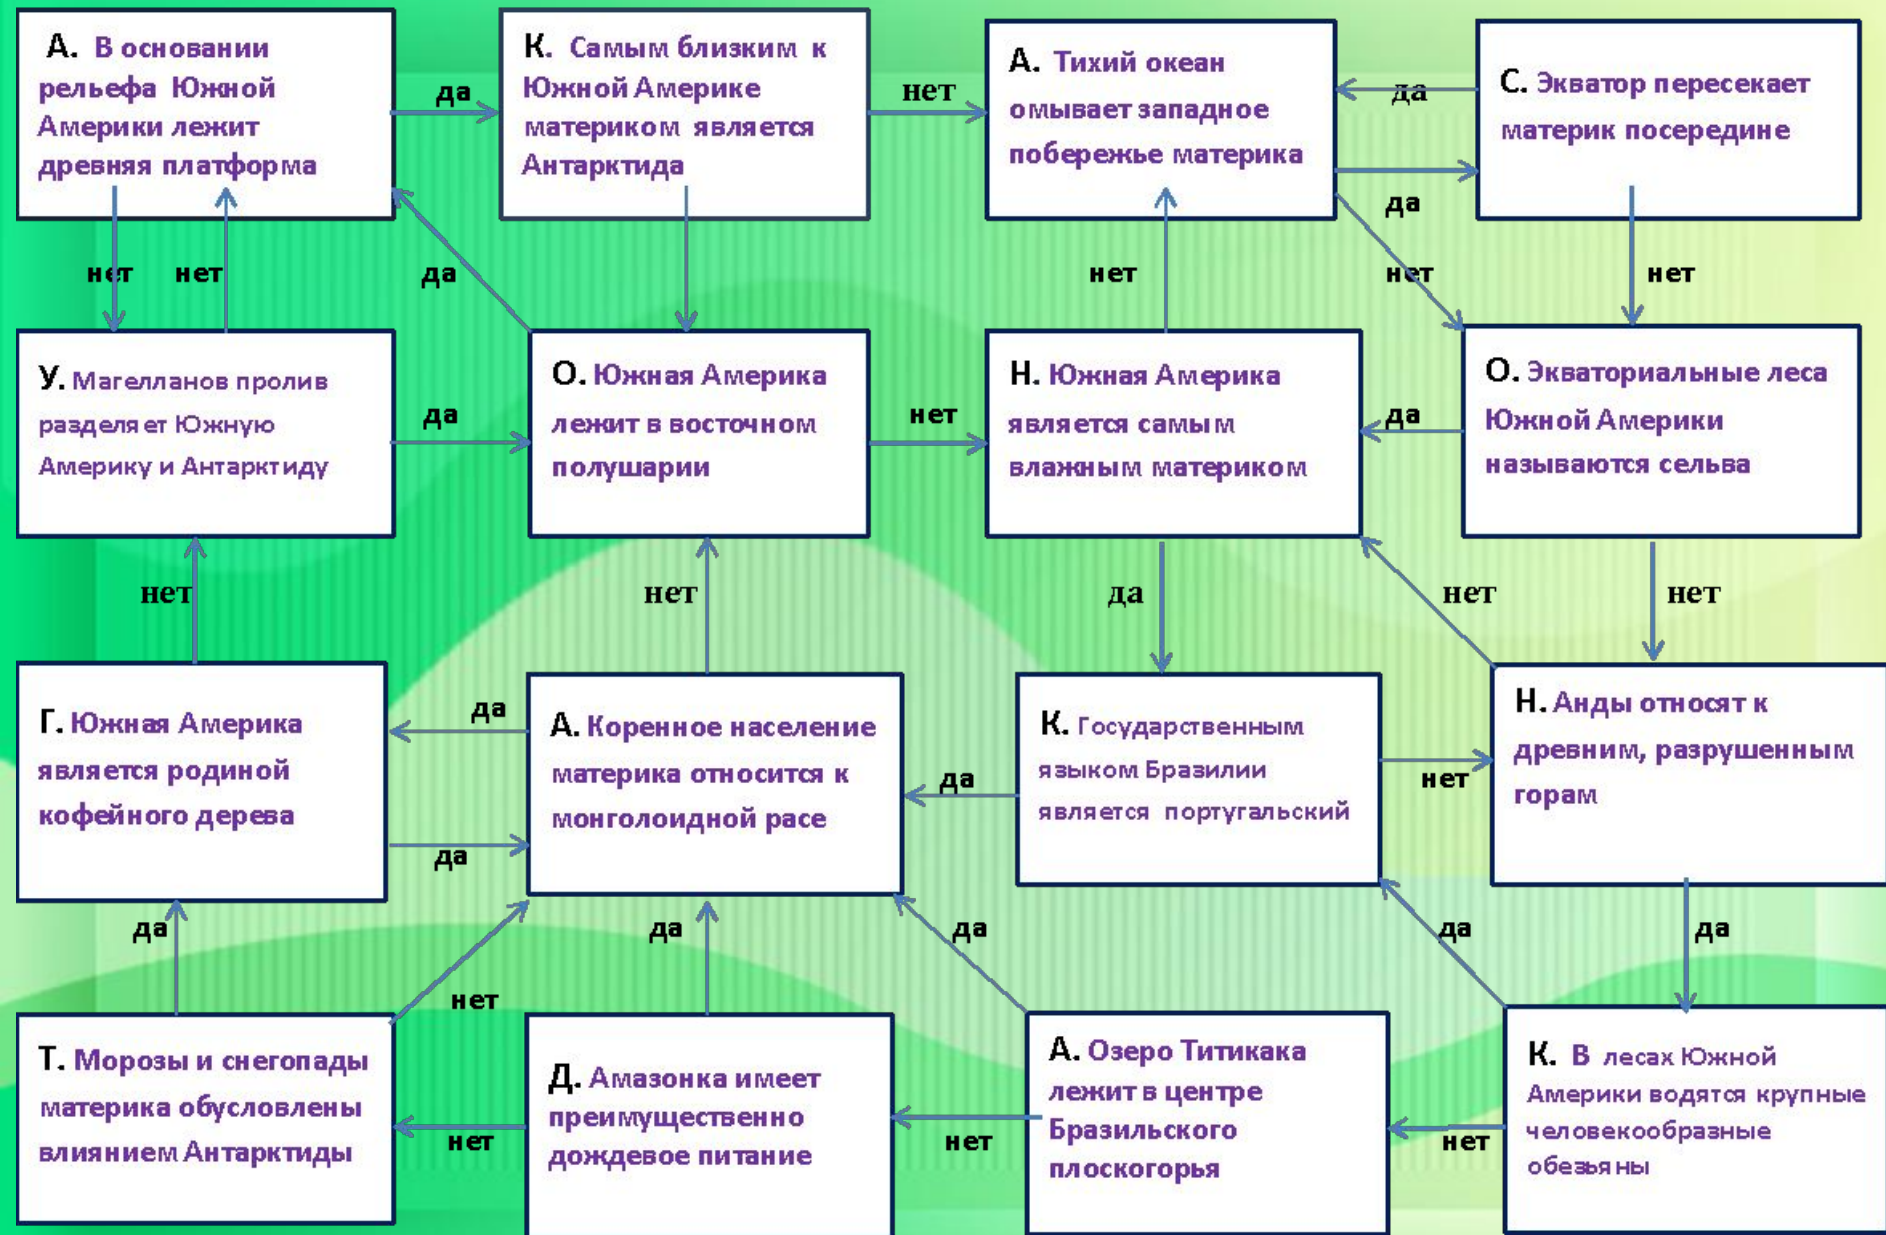 А. В основании
рельефа Южной
Америки лежит
древняя платформа
да
К. Самым близким к
Южной Америке
материком является
Антарктида
нет
А. Тихий океан
омывает западное
побережье материка
да
да
С. Экватор пересекает
материк посередине
нет
нет
да
нет
нет
нет
У. Магелланов пролив
разделяет Южную
Америку и Антарктиду
да
О. Южная Америка
лежит в восточном
полушарии
нет
Н. Южная Америка
является самым
влажным материком
да
О. Экваториальные леса
Южной Америки
называются сельва
нет
нет
да
нет
нет
Г. Южная Америка
является родиной
кофейного дерева
да
да
А. Коренное население
материка относится к
монголоидной расе
да
К. Государственным
языком Бразилии
является португальский
нет
Н. Анды относят к
древним, разрушенным
горам
да
нет
да
да
да
да
Т. Морозы и снегопады
материка обусловлены
влиянием Антарктиды
нет
Д. Амазонка имеет
преимущественно
дождевое питание
нет
А. Озеро Титикака
лежит в центре
Бразильского
плоскогорья
нет
К. В лесах Южной
Америки водятся крупные
человекообразные
обезьяны